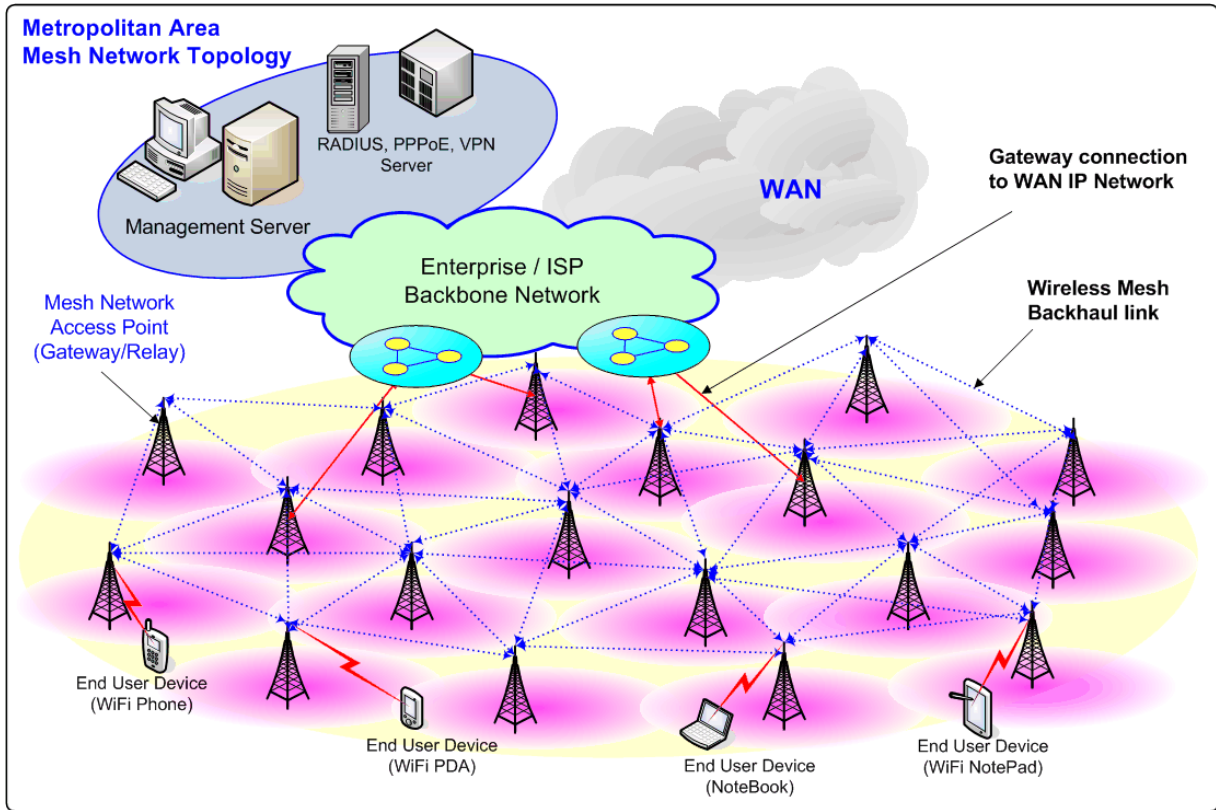 Metropolitan Area
Mesh Network Topology
RADIUS, PPPoE, VPN
Server
Management Server
WAN
Gateway connection
to WAN IP Network
Enterprise / ISP
Backbone Network
Wireless Mesh
Backhaul link
Mesh Network
Access Point
(Gateway/Relay)
End User Device
(WiFi Phone)
End User Device
(WiFi PDA)
End User Device
(NoteBook)
End User Device
(WiFi NotePad)